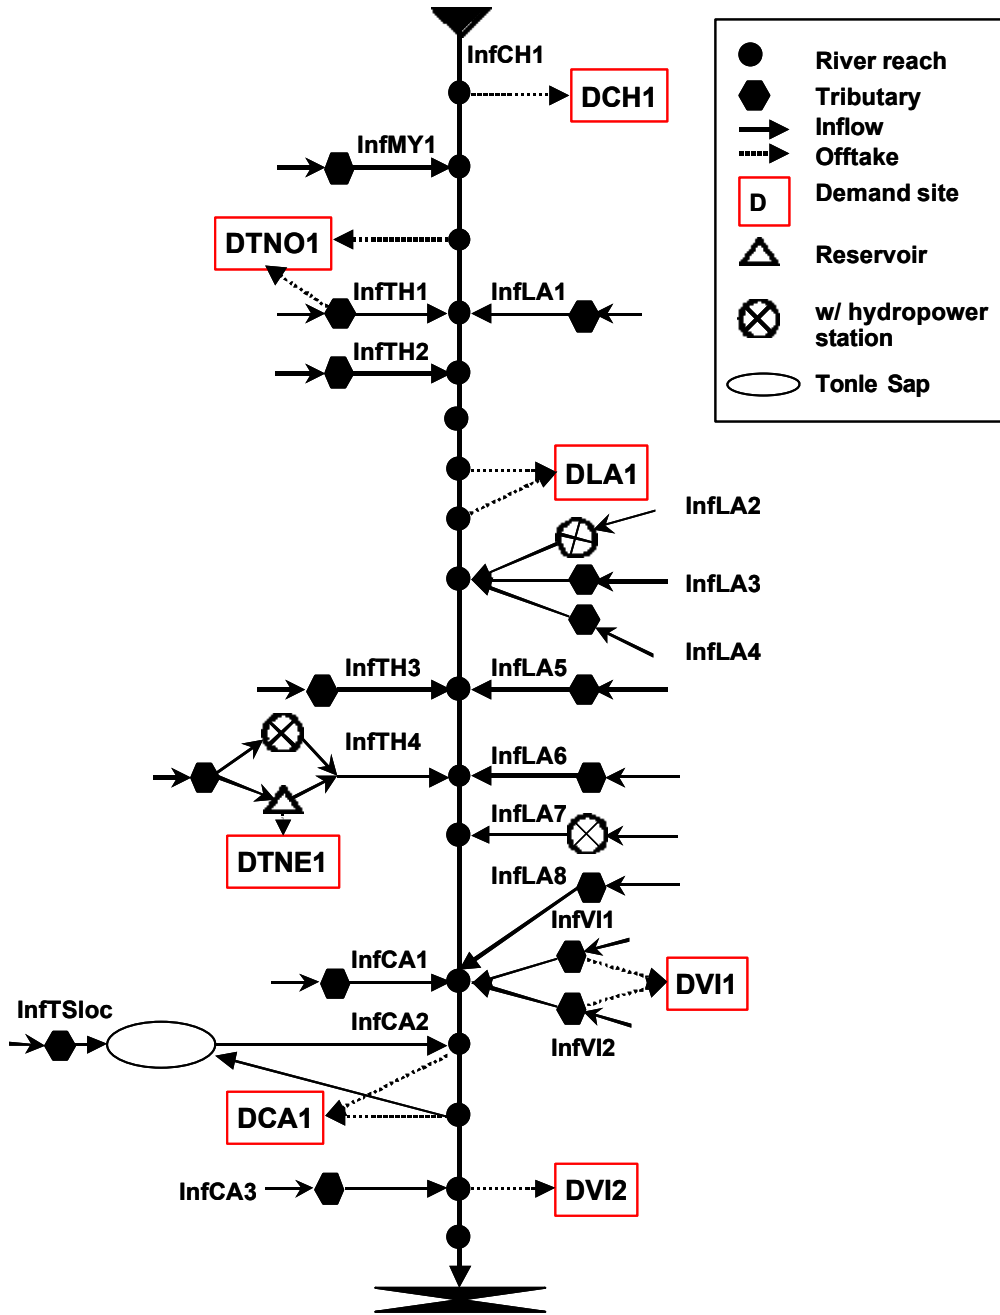 InfCH1
DCH1
InfMY1
DTNO1
InfTH1
InfLA1
InfTH2
DLA1
InfLA2
InfLA3
InfLA4
InfTH3
InfLA5
InfTH4
InfLA6
InfLA7
DTNE1
InfLA8
InfVI1
InfCA1
DVI1
InfTSloc
InfCA2
InfVI2
DCA1
InfCA3
DVI2
River reach
Tributary
Inflow
Offtake
D
Demand site
Reservoir
w/ hydropower
station
Tonle Sap